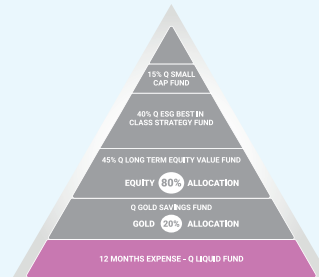 15% Q SMALL
CAP FUND
40% Q ESG BEST IN
CLASS STRATEGY FUND
45% Q LONG TERM EQUITY VALUE FUND
EQUITY 80% ALLOCATION
Q GOLD SAVINGS FUND
GOLD 20% ALLOCATION
12 MONTHS EXPENSE - Q LIQUID FUND